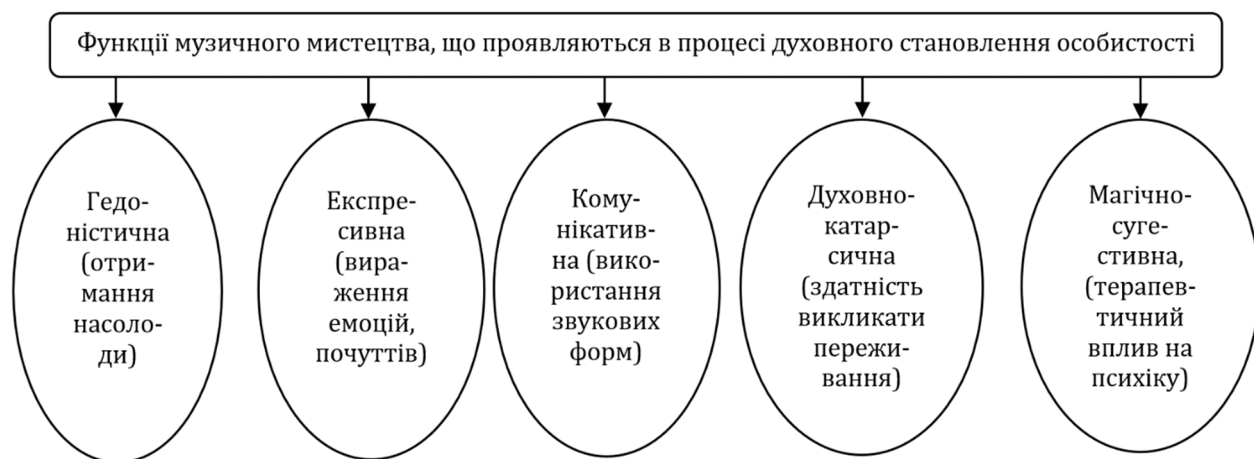 Функції музичного мистецтва, що проявляються в процесі духовного становлення особистості
Гедо-
ністична
(отри-
мання
насоло-
ди)
Експре-
сивна
(вира-
ження
емоцій,
почуттів)
Кому-
нікатив-
на (вико-
ристання
звукових
форм)
Духовно-
катар-
сична
(здатність
викликати
пережи-
вання)
Магічно-
суге-
стивна,
(терапев-
тичний
вплив на
психіку)